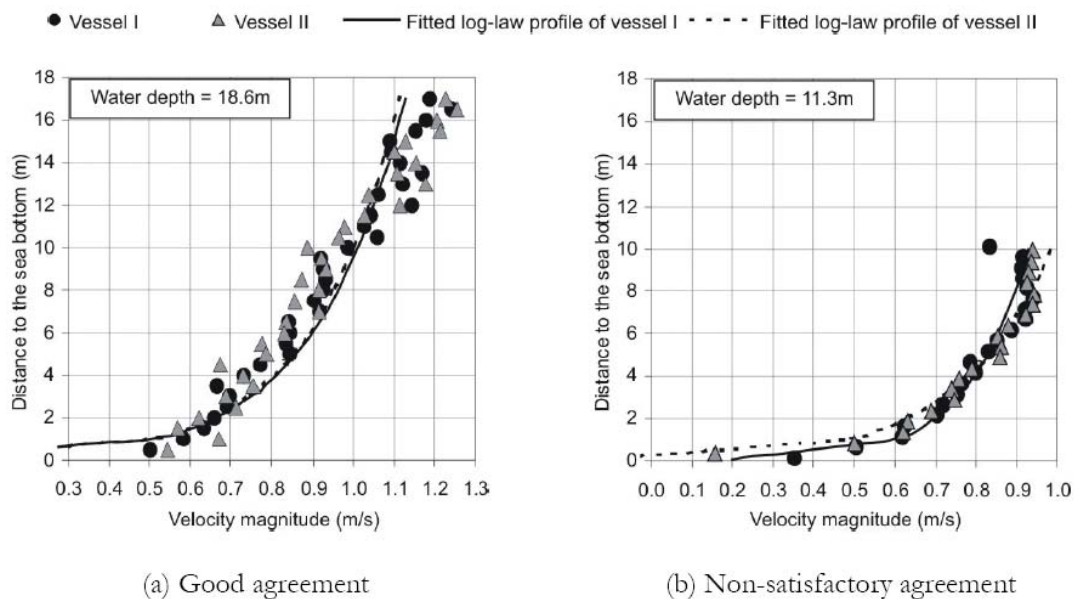 Vessel I Vessel II Fitted log-law profile of vessel I Fitted log-law profile of vessel II
18
16
14
12
10
8
6
4
2
0
Distance to the sea bottom (m)
Water depth = 18.6m
0.3 0.4 0.5 0.6 0.7 0.8 0.9 1.0 1.1 1.2 1.3
Velocity magnitude (m/s)
(a) Good agreement
18
16
14
12
10
8
6
4
2
0
Distance to the sea bottom (m)
Water depth = 11.3m
0.0 0.1 0.2 0.3 0.4 0.5 0.6 0.7 0.8 0.9 1.0
Velocity magnitude (m/s)
(b) Non-satisfactory agreement